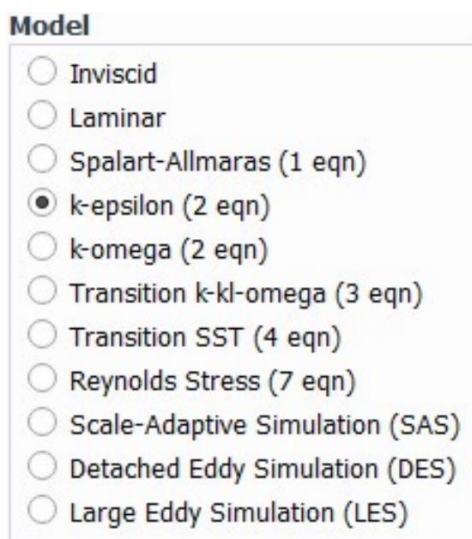 Model
Inviscid
Laminar
Spalart-Allmaras (1 eqn)
k-epsilon (2 eqn)
k-omega (2 eqn)
Transition k-kl-omega (3 eqn)
Transition SST (4 eqn)
Reynolds Stress (7 eqn)
Scale-Adaptive Simulation (SAS)
Detached Eddy Simulation (DES)
Large Eddy Simulation (LES)